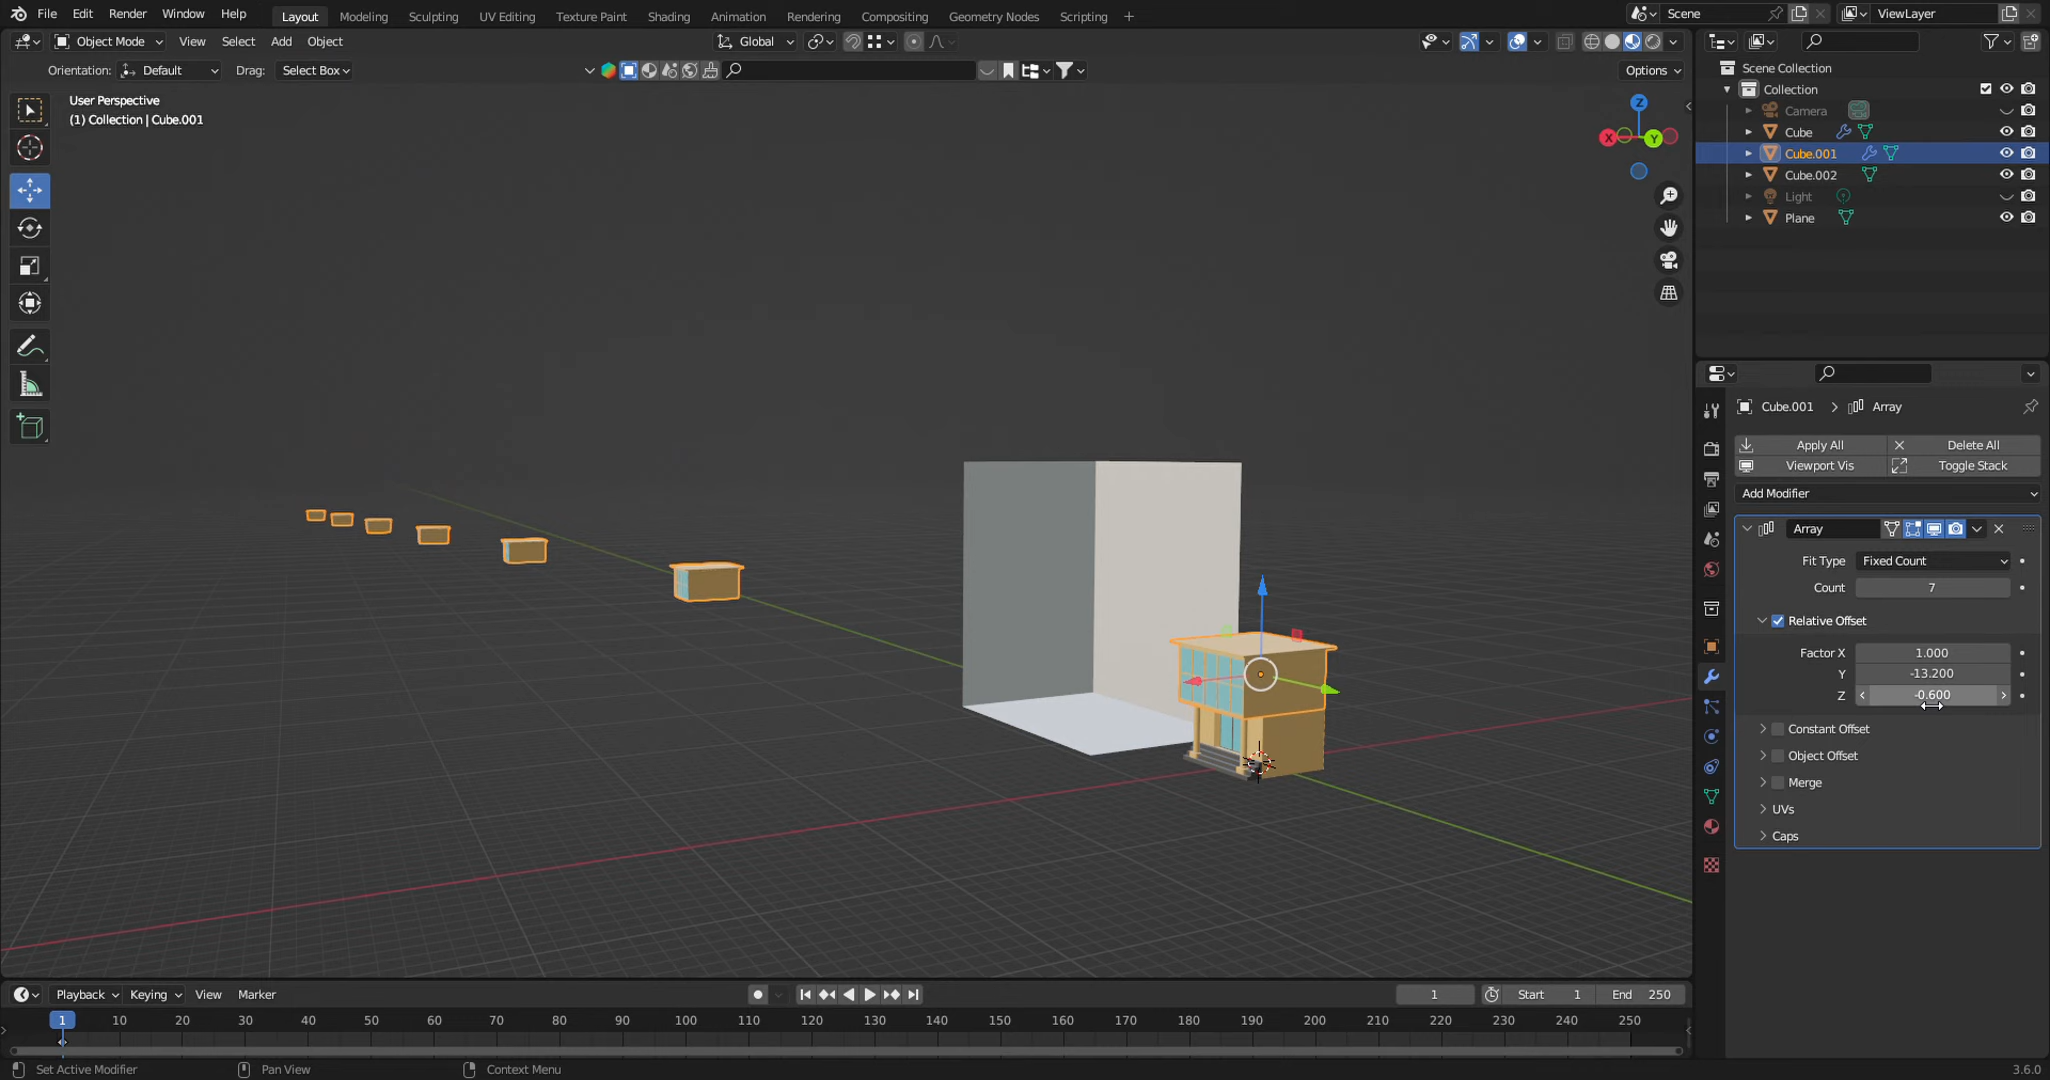 File Edit Render Window Help Layout Modeling Sculpting UV Editing Texture Paint Shading Animation Rendering Compositing Geometry Nodes Scripting + Scene ViewLayer
Object Mode View Select Add Object Global
Orientation: Default Drag: Select Box Options
User Perspective
(1) Collection | Cube.001
Z
X
Y
Scene Collection
Collection
Camera
Cube
Cube.001
Cube.002
Light
Plane
Cube.001 > Array
Apply All Delete All
Viewport Vis Toggle Stack
Add Modifier
Array
Fit Type Fixed Count
Count 7
Relative Offset
Factor X 1.000
Y -13.200
Z -0.600
Constant Offset
Object Offset
Merge
UVs
Caps
Playback Keying View Marker 1 Start 1 End 250
1 10 20 30 40 50 60 70 80 90 100 110 120 130 140 150 160 170 180 190 200 210 220 230 240 250
Set Active Modifier Pan View Context Menu 3.6.0